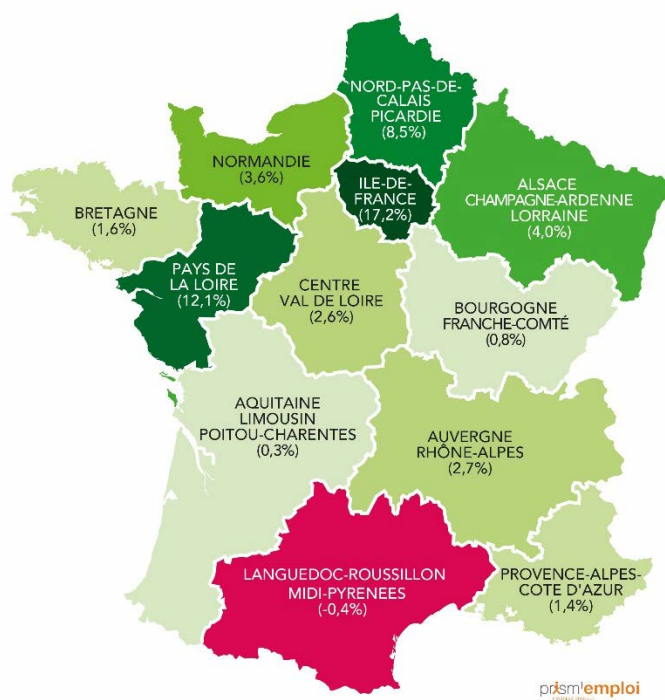 NORD-PAS-DE-
CALAIS
PICARDIE
(8,5%)
NORMANDIE
(3,6%)
ILE-DE-
FRANCE
(17,2%)
ALSACE
CHAMPAGNE-ARDENNE
LORRAINE
(4,0%)
BRETAGNE
(1,6%)
PAYS DE
LA LOIRE
(12,1%)
CENTRE
VAL DE LOIRE
(2,6%)
BOURGOGNE
FRANCHE-COMTÉ
(0,8%)
AQUITAINE
LIMOUSIN
POITOU-CHARENTES
(0,3%)
AUVERGNE
RHÔNE-ALPES
(2,7%)
LANGUEDOC-ROUSSILLON
MIDI-PYRENEES
(-0,4%)
PROVENCE-ALPES-
COTE D'AZUR
(1,4%)
prism'emploi